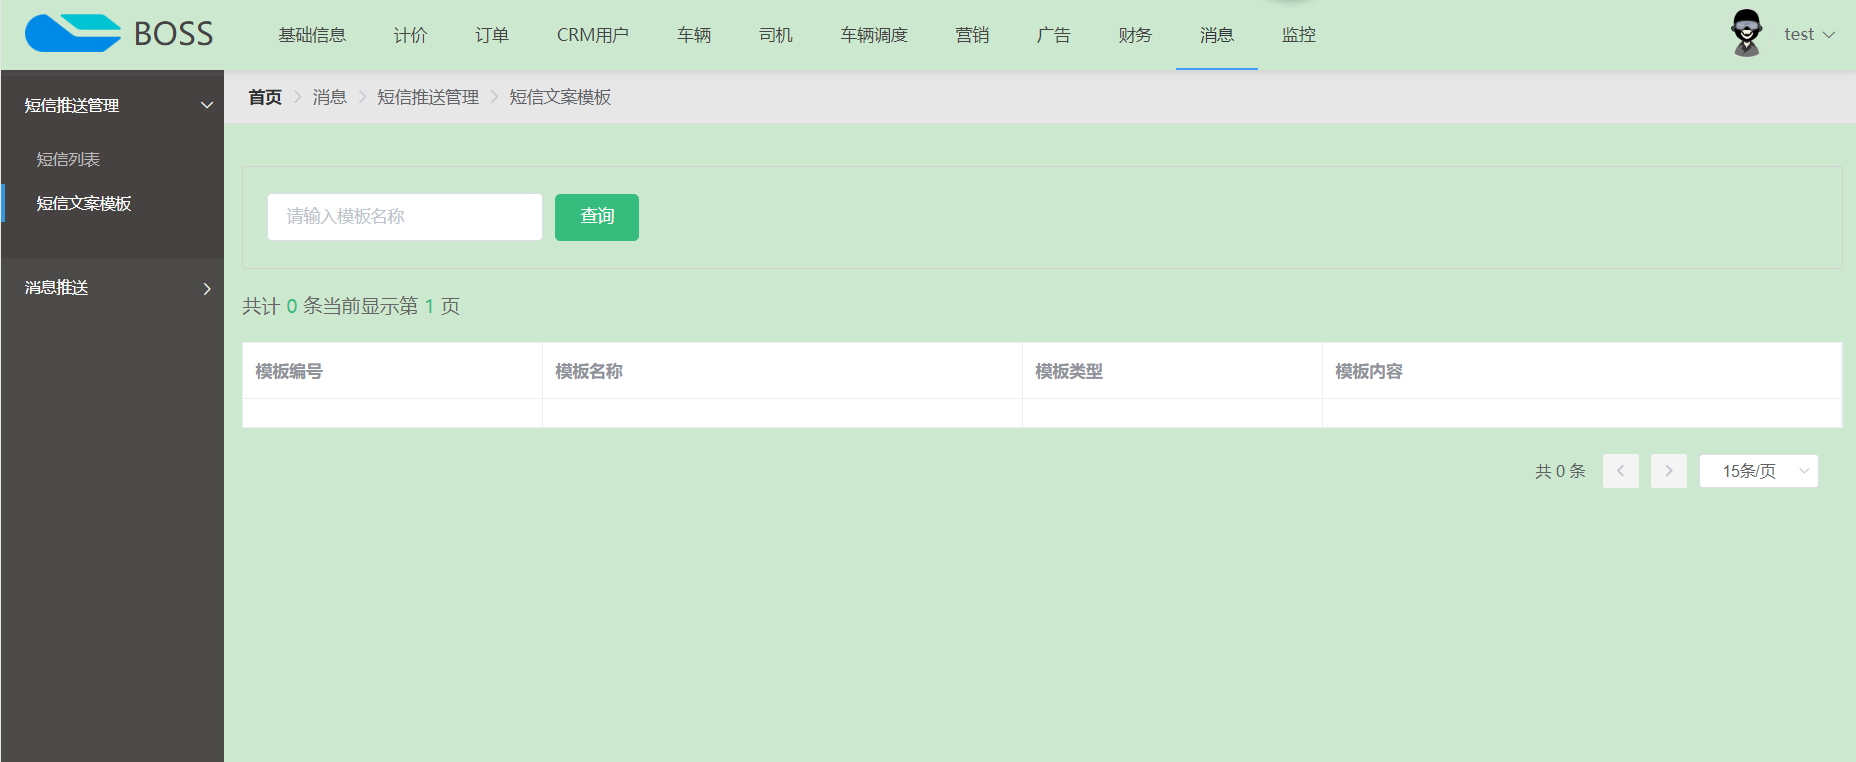 BOSS 基础信息 计价 订单 CRM用户 车辆 司机 车辆调度 营销 广告 财务 消息 监控 test
短信推送管理
短信列表
短信文案模板
消息推送
首页 消息 短信推送管理 短信文案模板
请输入模板名称 查询
共计 0 条当前显示第 1 页
模板编号 模板名称 模板类型 模板内容
共 0 条 15条/页